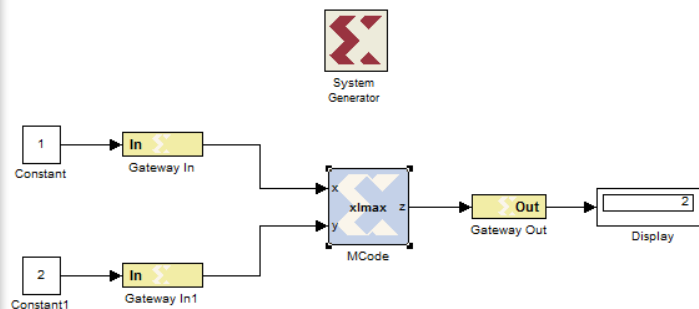 System
Generator
1
Constant
In
Gateway In
x
xlmax
z
y
MCode
Out
Gateway Out
2
Display
2
Constant1
In
Gateway In1